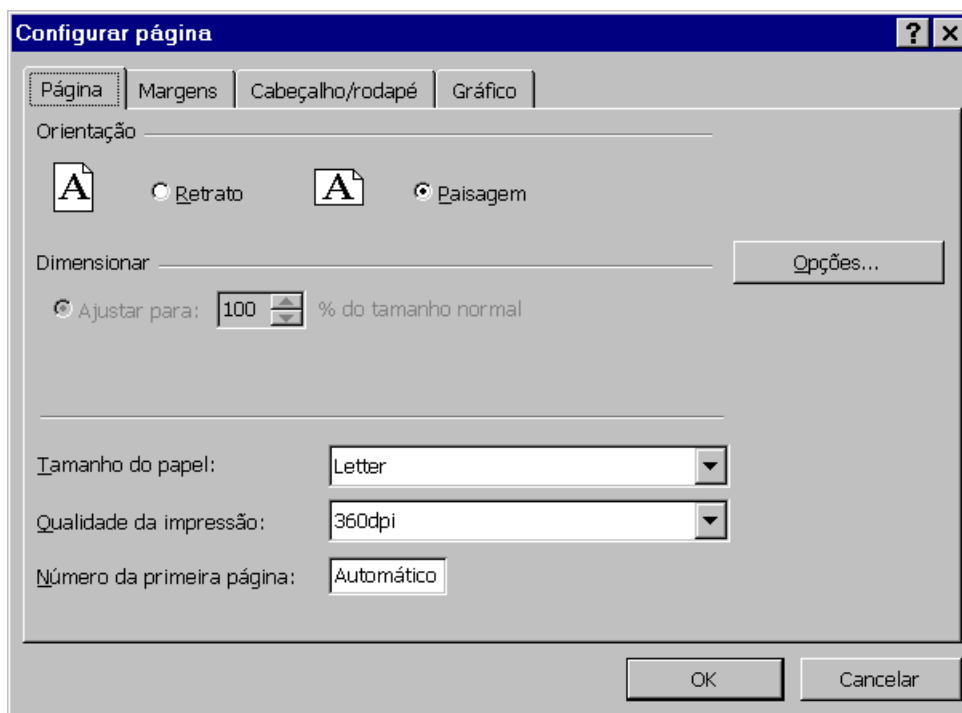 Configurar página
Página Margens Cabeçalho/rodapé Gráfico
Orientação
A Retrato A Paisagem
Dimensionar
Opções...
Ajustar para: 100 % do tamanho normal
Tamanho do papel: Letter
Qualidade da impressão: 360dpi
Número da primeira página: Automático
OK Cancelar